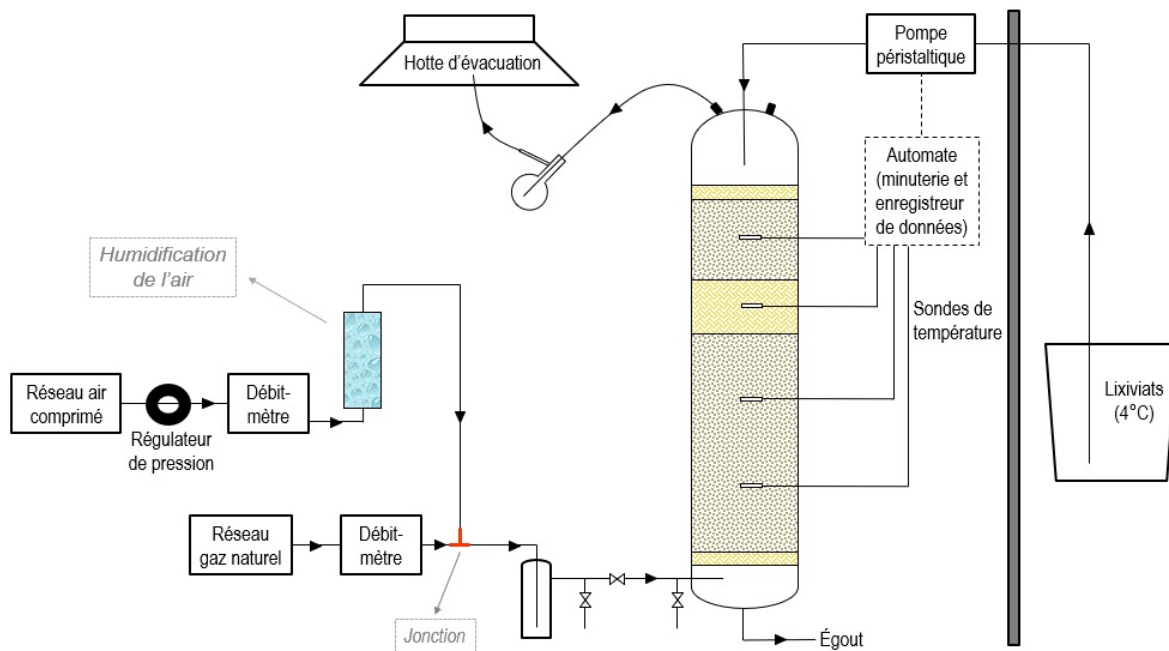 Hotte d'évacuation
Pompe
péristaltique
Automate
(minuterie et
enregistreur
de données)
Humidification
de l'air
Sondes de
température
Réseau air
comprimé
Débit-
mètre
Régulateur
de pression
Lixiviats
(4°C)
Réseau
gaz naturel
Débit-
mètre
Jonction
Égout